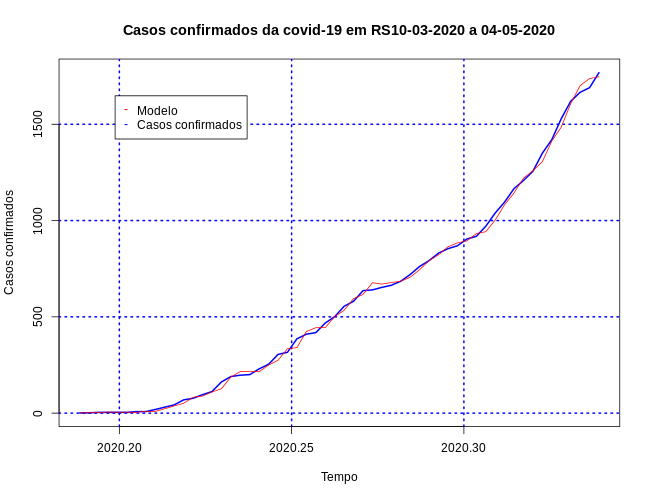 Casos confirmados da covid-19 em RS10-03-2020 a 04-05-2020
Modelo
Casos confirmados
Casos confirmados
1500
1000
500
0
2020.20 2020.25 2020.30
Tempo